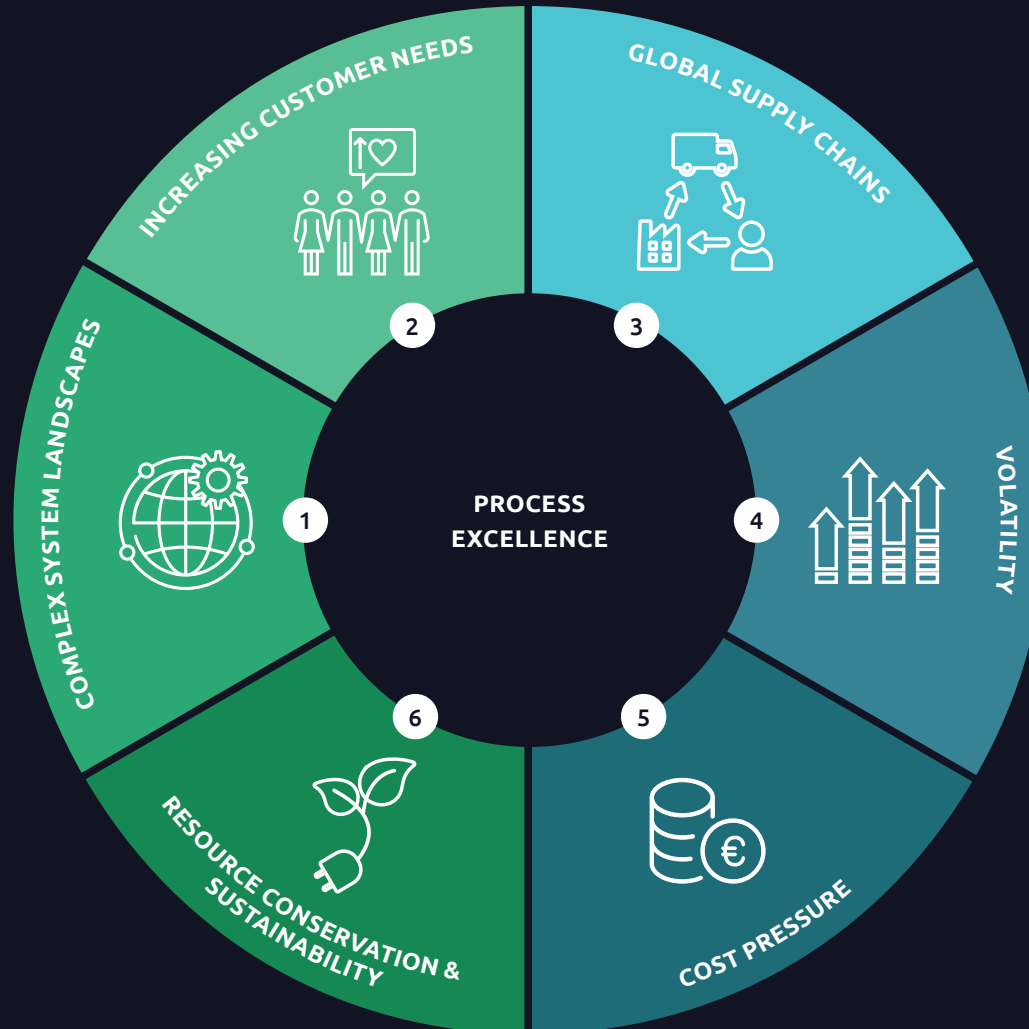 INCREASING CUSTOMER NEEDS
GLOBAL SUPPLY CHAINS
2
3
COMPLEX SYSTEM LANDSCAPES
1
PROCESS
EXCELLENCE
4
VOLATILITY
6
5
€
RESOURCE CONSERVATION &
SUSTAINABILITY
COST PRESSURE